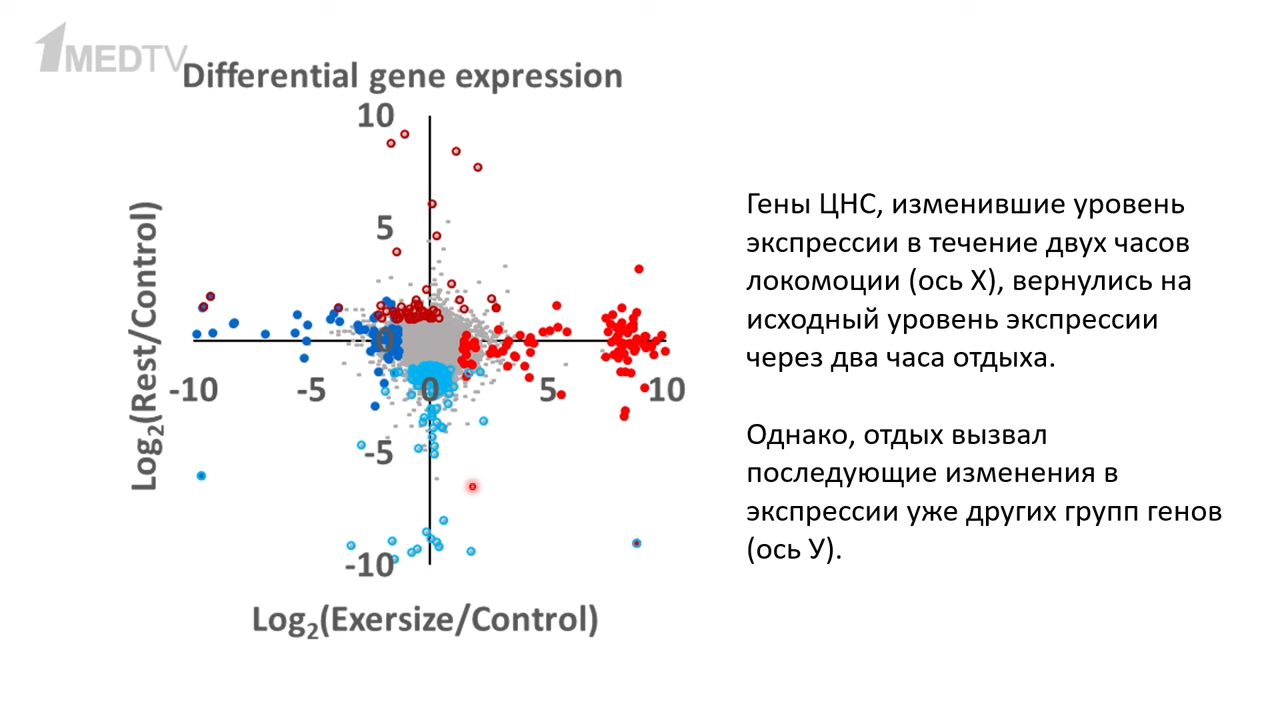 1MEDTV
Differential gene expression
10
5
0
-10
-5
0
5
10
-5
-10
Log2(Rest/Control)
Log2(Exersize/Control)
Гены ЦНС, изменившие уровень
экспрессии в течение двух часов
локомоции (ось X), вернулись на
исходный уровень экспрессии
через два часа отдыха.
Однако, отдых вызвал
последующие изменения в
экспрессии уже других групп генов
(ось У).